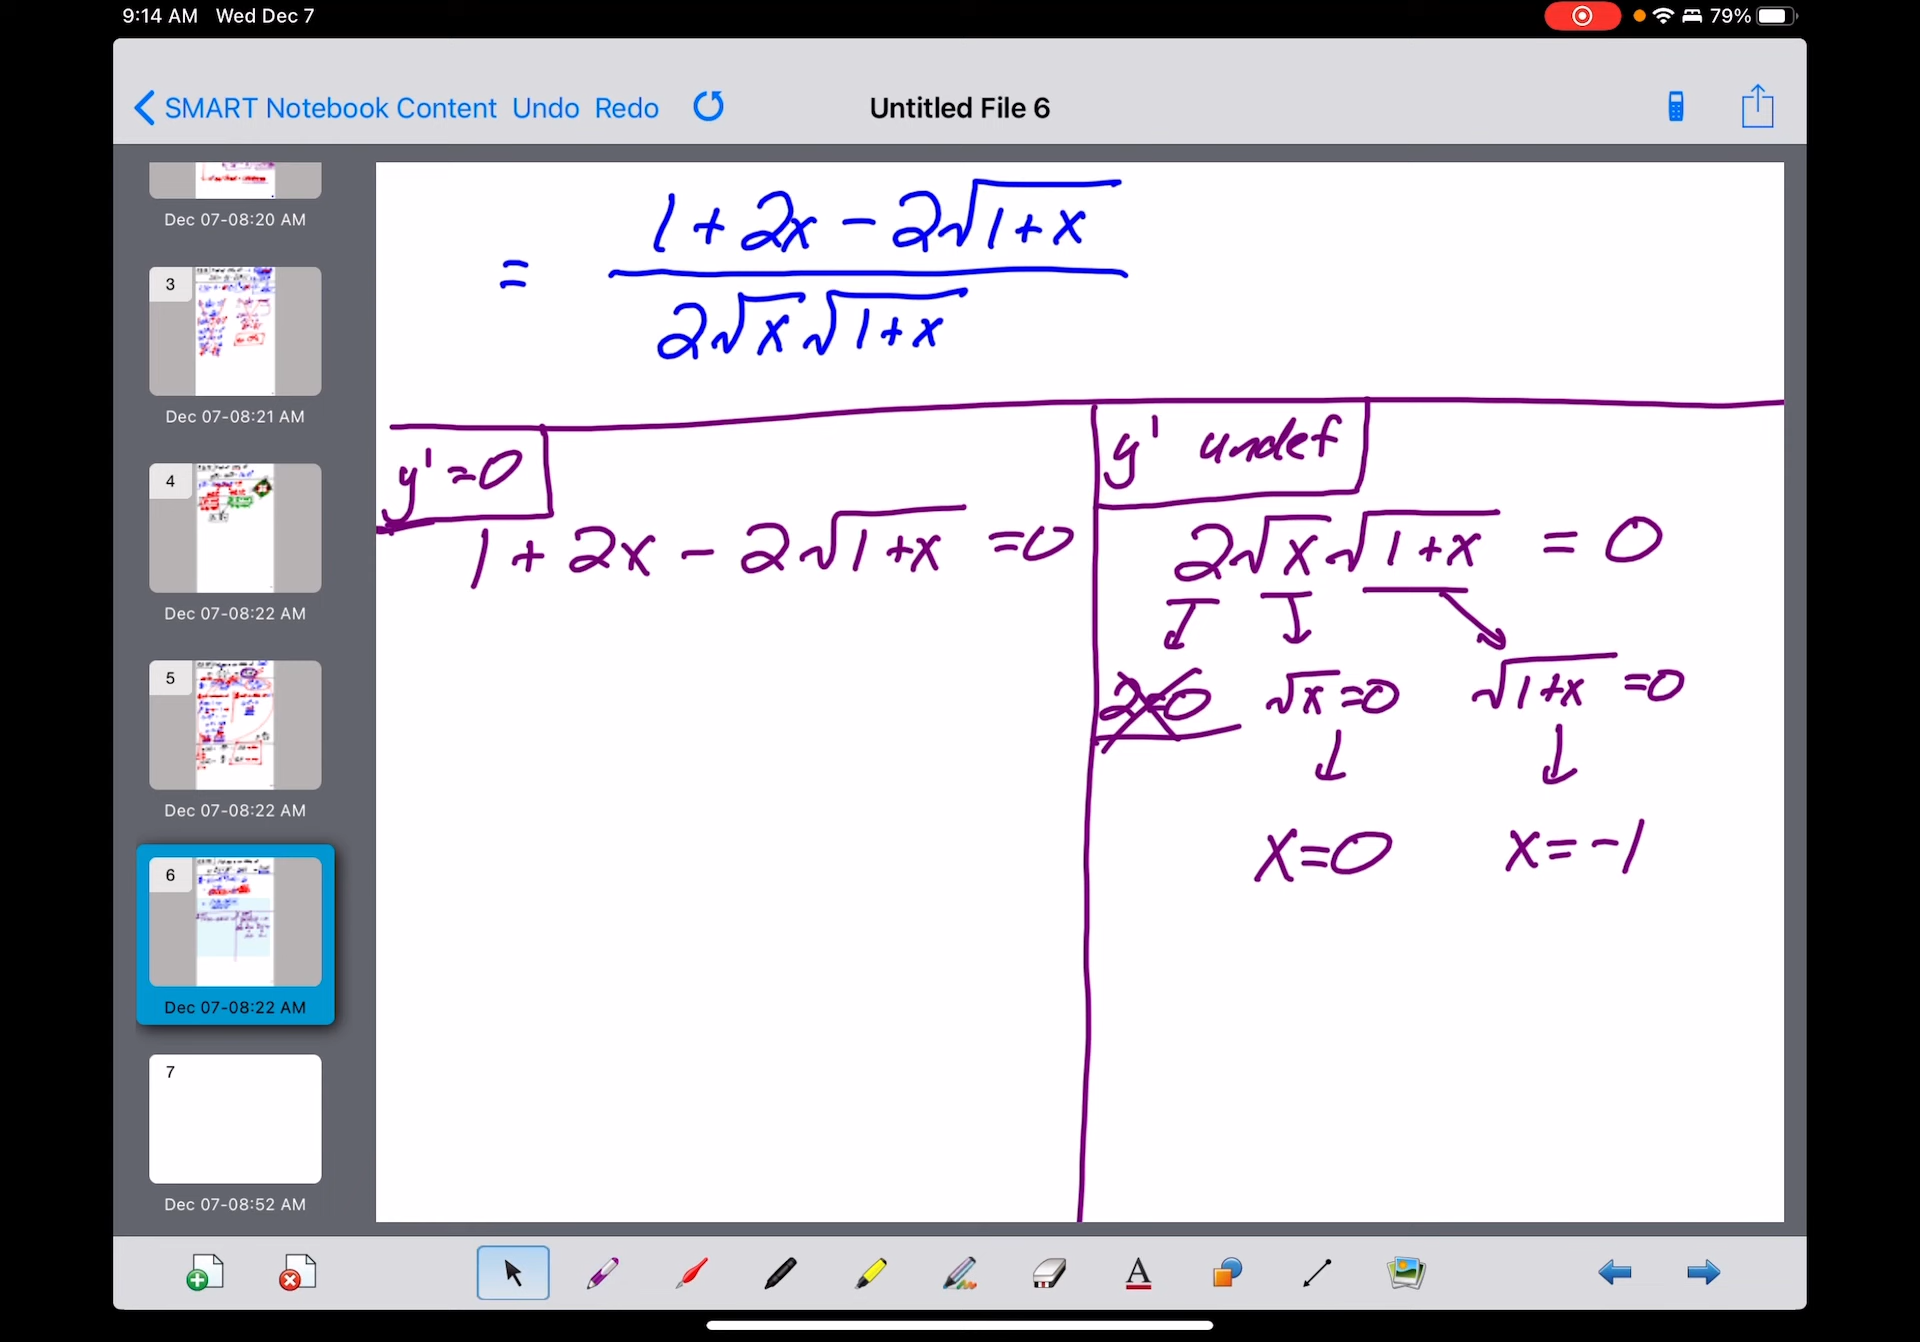 9:14 AM Wed Dec 7
79%
SMART Notebook Content Undo Redo
Untitled File 6
Dec 07-08:20 AM
3
Dec 07-08:21 AM
4
Dec 07-08:22 AM
5
Dec 07-08:22 AM
6
Dec 07-08:22 AM
7
Dec 07-08:52 AM
1 + 2x − 2√(1+x)
=
2√x√(1+x)
y' = 0
1 + 2x − 2√(1+x) = 0
y' undef
2√x√(1+x) = 0
2=0 √x = 0 √(1+x) = 0
x = 0 x = −1
A